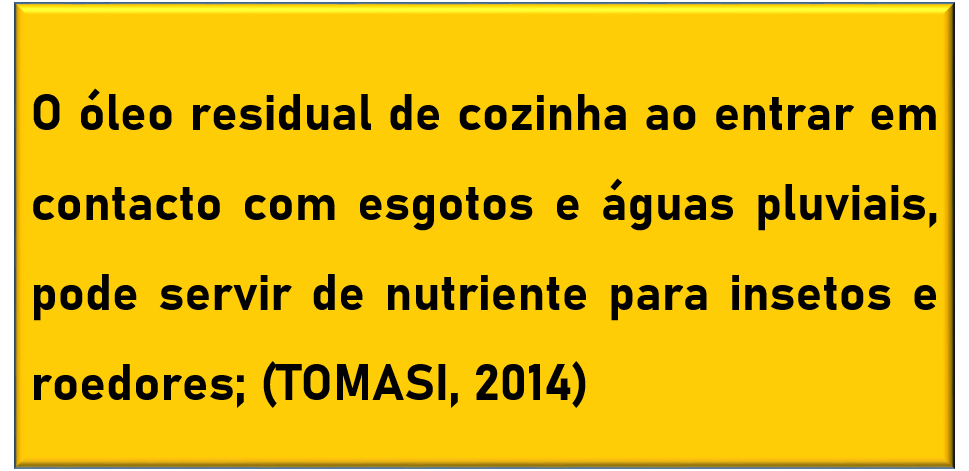 O óleo residual de cozinha ao entrar em
contacto com esgotos e águas pluviais,
pode servir de nutriente para insetos e
roedores; (TOMASI, 2014)